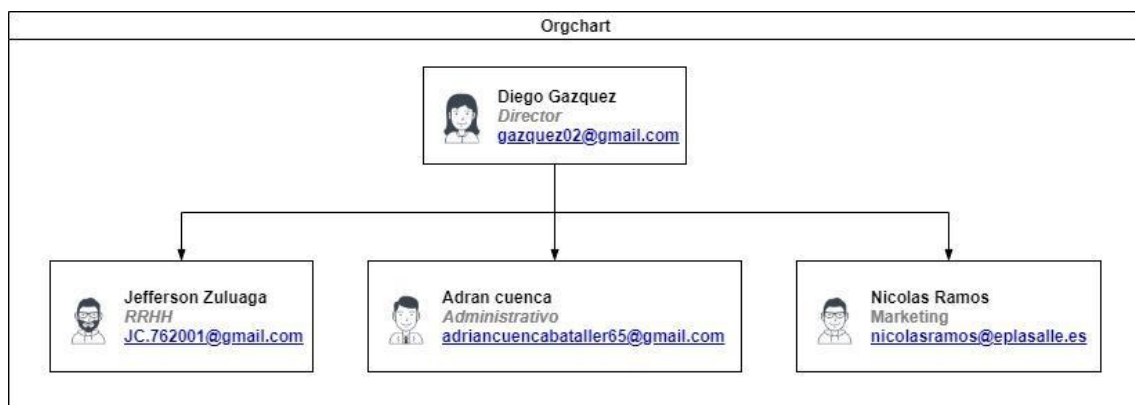 Orgchart
Diego Gazquez
Director
gazquez02@gmail.com
Jefferson Zuluaga
RRHH
JC.762001@gmail.com
Adran cuenca
Administrativo
adriancuencabataller65@gmail.com
Nicolas Ramos
Marketing
nicolasramos@eplasalle.es